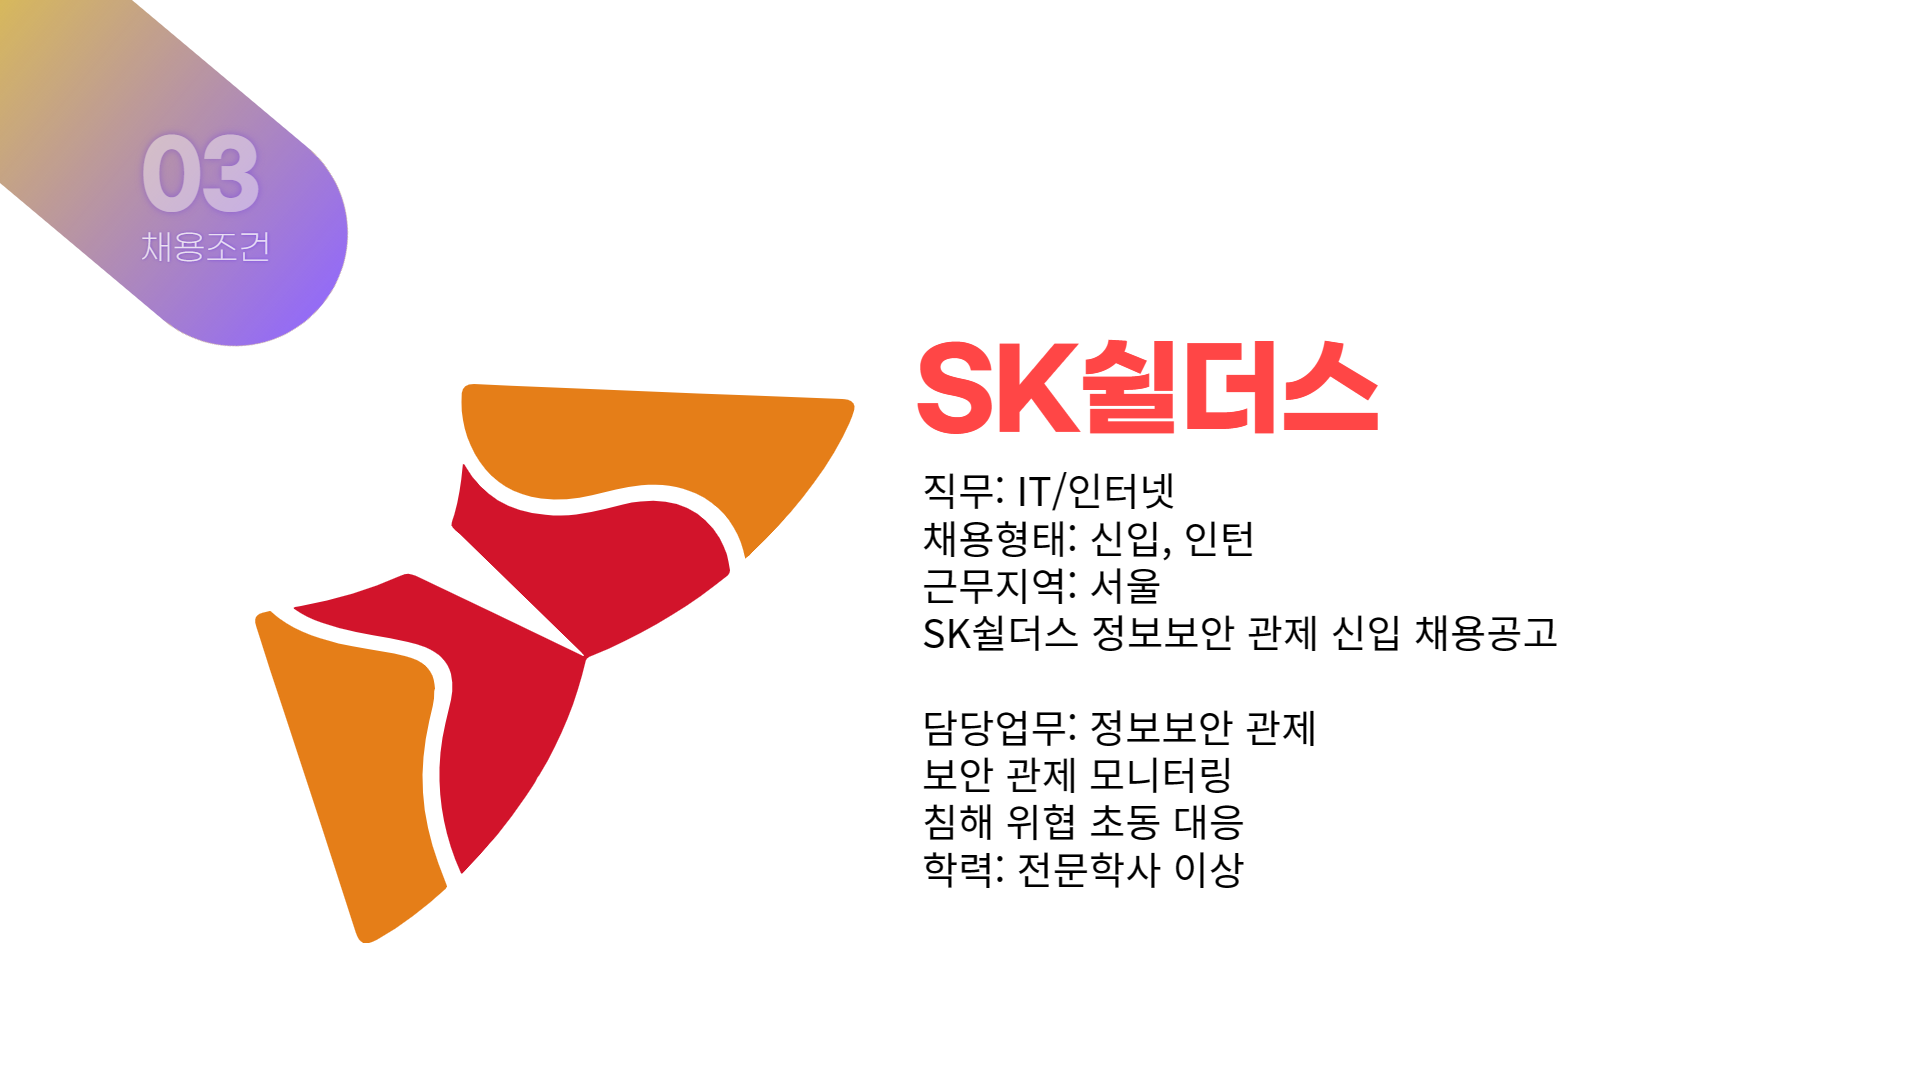 03
채용조건
SK쉴더스
직무: IT/인터넷
채용형태: 신입, 인턴
근무지역: 서울
SK쉴더스 정보보안 관제 신입 채용공고
담당업무: 정보보안 관제
보안 관제 모니터링
침해 위협 초동 대응
학력: 전문학사 이상